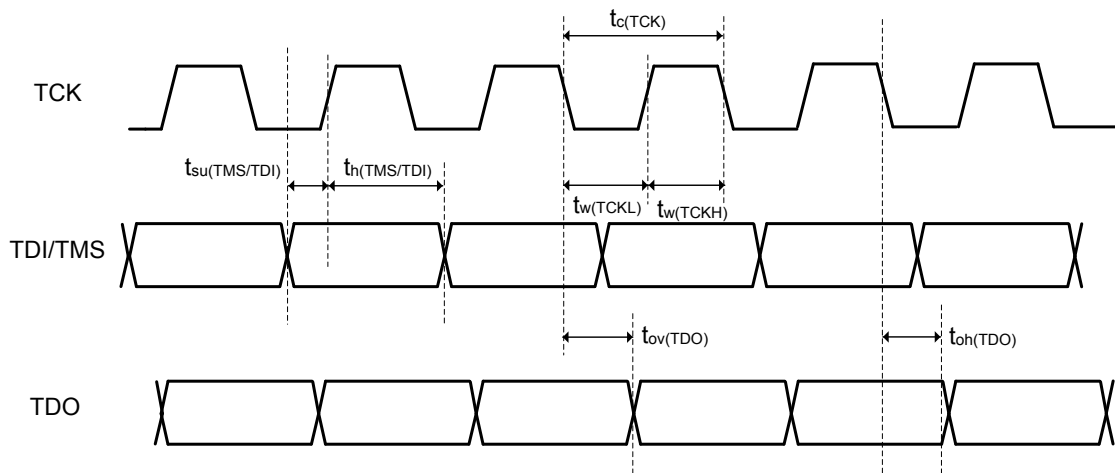 tc(TCK)
TCK
tsu(TMS/TDI)
th(TMS/TDI)
tw(TCKL)
tw(TCKH)
TDI/TMS
tov(TDO)
toh(TDO)
TDO